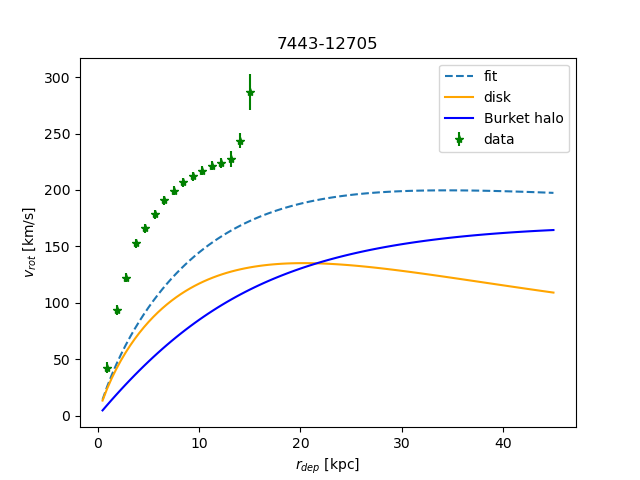 7443-12705
300
250
200
150
100
50
0
v_rot [km/s]
fit
disk
Burket halo
data
0 10 20 30 40
r_dep [kpc]